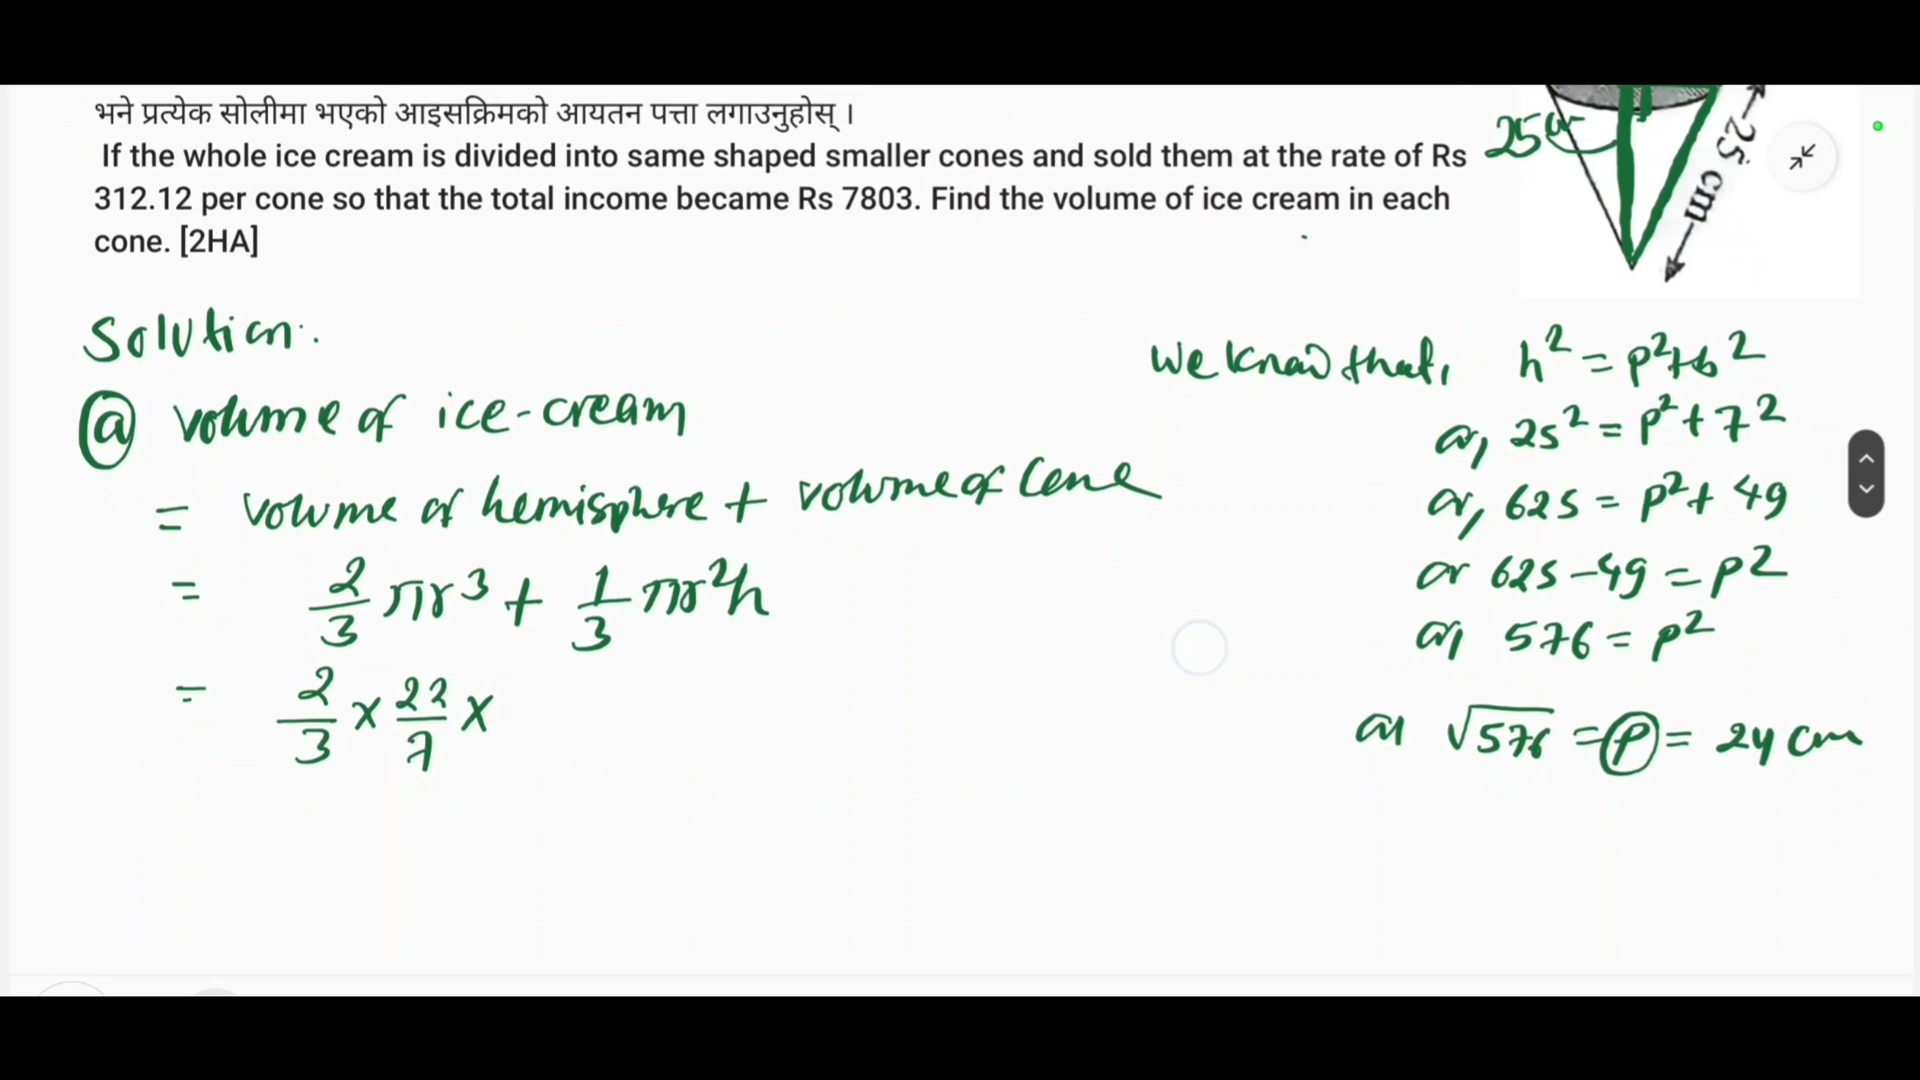 भने प्रत्येक सोलीमा भएको आइसक्रिमको आयतन पत्ता लगाउनुहोस् ।
If the whole ice cream is divided into same shaped smaller cones and sold them at the rate of Rs
312.12 per cone so that the total income became Rs 7803. Find the volume of ice cream in each
cone. [2HA]
25 cm
25 cm
Solution:
ⓐ volume of ice-cream
= volume of hemisphere + volume of Cone
= 2/3 πr³ + 1/3 πr²h
= 2/3 × 22/7 ×
We know that, h² = p²+b²
or, 25² = p² + 7²
or, 625 = p² + 49
or 625 - 49 = p²
or, 576 = p²
or √576 = p = 24 cm